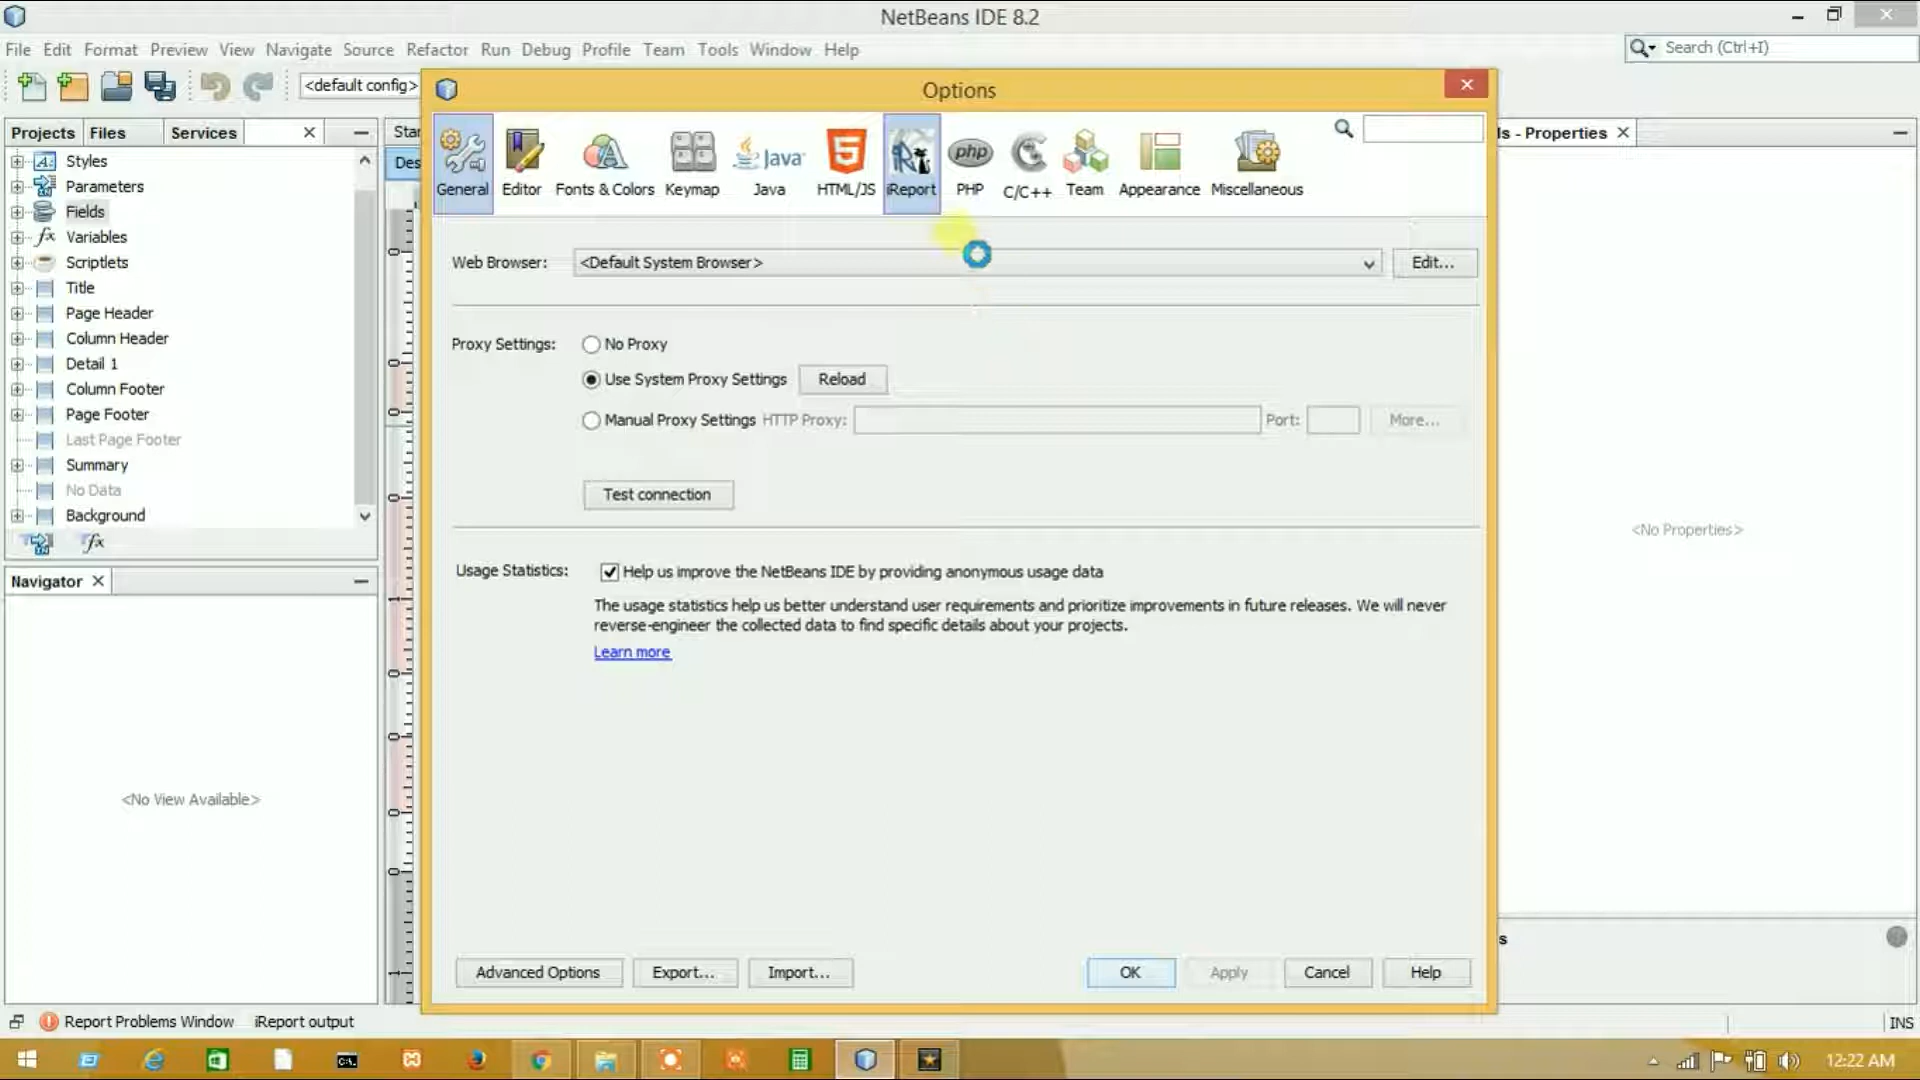 NetBeans IDE 8.2
File Edit Format Preview View Navigate Source Refactor Run Debug Profile Team Tools Window Help
Search (Ctrl+I)
<default config>
Options
Projects Files Services
Star
Des
ls - Properties
General Editor Fonts & Colors Keymap Java HTML/JS iReport PHP C/C++ Team Appearance Miscellaneous
Styles
Parameters
Fields
Variables
Scriptlets
Title
Page Header
Column Header
Detail 1
Column Footer
Page Footer
Last Page Footer
Summary
No Data
Background
Navigator
<No View Available>
Web Browser: <Default System Browser> Edit...
Proxy Settings: No Proxy
Use System Proxy Settings Reload
Manual Proxy Settings HTTP Proxy: Port: More...
Test connection
Usage Statistics: Help us improve the NetBeans IDE by providing anonymous usage data
The usage statistics help us better understand user requirements and prioritize improvements in future releases. We will never
reverse-engineer the collected data to find specific details about your projects.
Learn more
Advanced Options Export... Import... OK Apply Cancel Help
<No Properties>
s
Report Problems Window iReport output
INS
12:22 AM